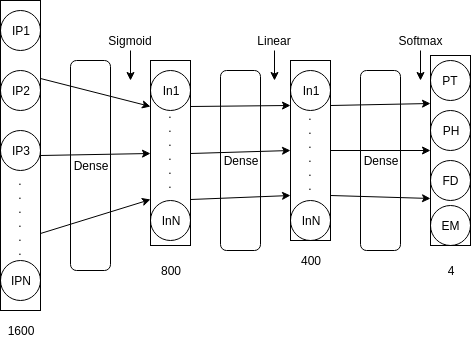 IP1
IP2
IP3
IPN
1600
Dense
Sigmoid
In1
InN
800
Dense
Linear
In1
InN
400
Dense
Softmax
PT
PH
FD
EM
4